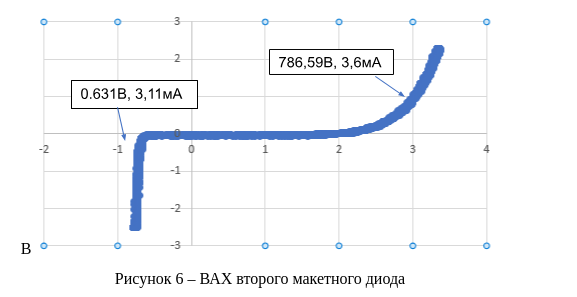 3
2
786,59В, 3,6мА
0.631В, 3,11мА
-2 -1 0 0 1 2 3 4
-1
-2
-3
В
Рисунок 6 – ВАХ второго макетного диода